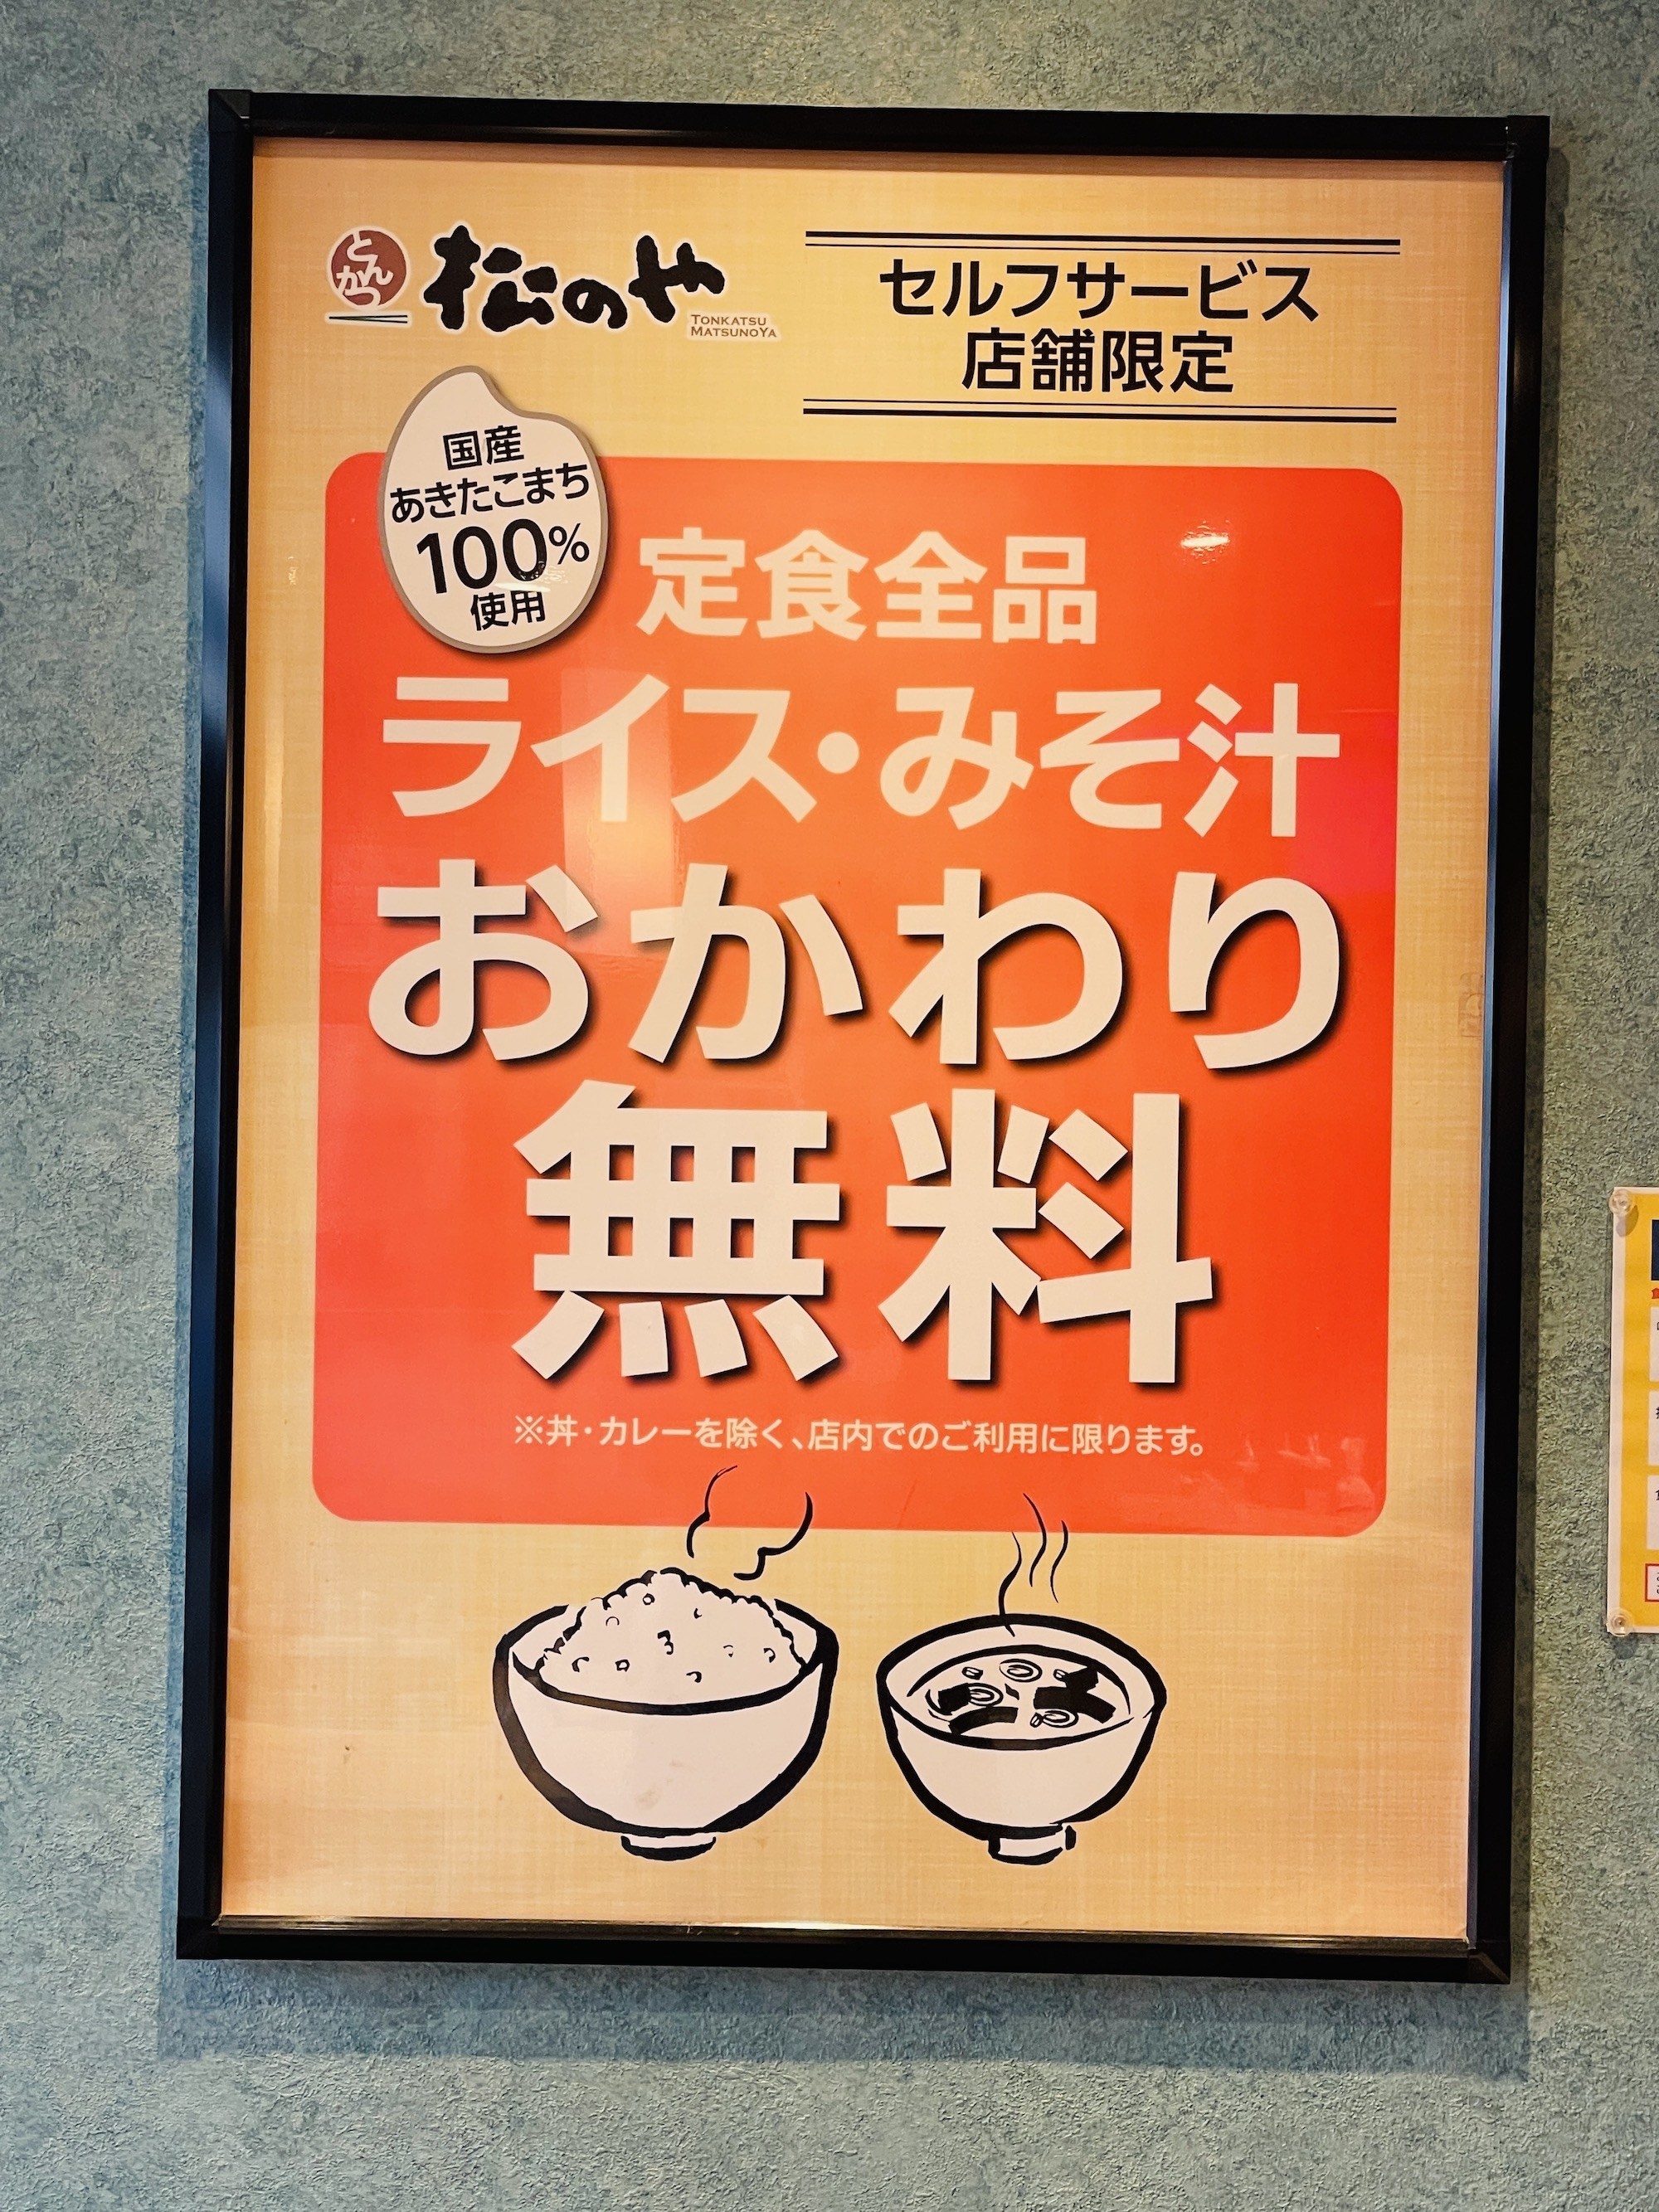 とんかつ
松のや
TONKATSU
MATSUNOYA
セルフサービス
店舗限定
国産
あきたこまち
100%
使用
定食全品
ライス・みそ汁
おかわり
無料
※丼・カレーを除く、店内でのご利用に限ります。